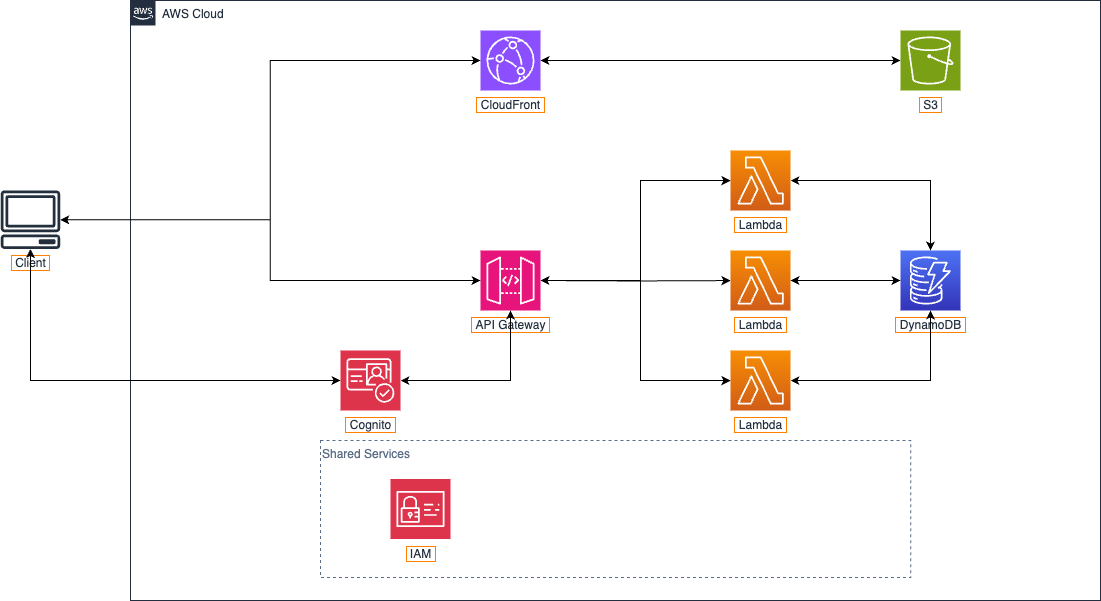 aws
AWS Cloud
CloudFront
S3
Lambda
Client
API Gateway
Lambda
DynamoDB
Cognito
Lambda
Shared Services
IAM